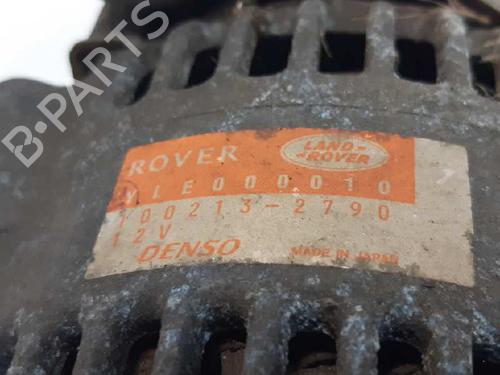 B-PARTS
ROVER
LAND-
ROVER
YLE000010
100213-2790
12V
DENSO
MADE IN JAPAN